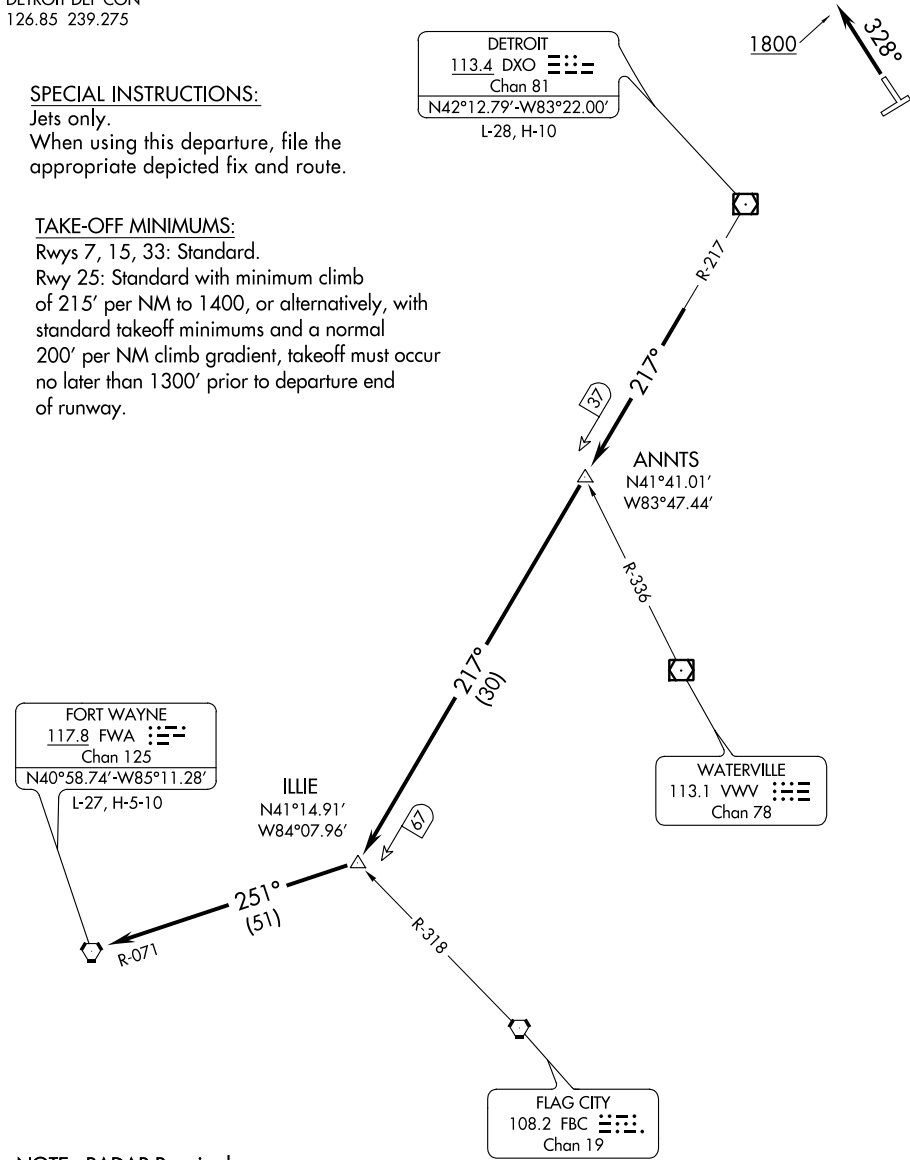 DETROIT DEP CON
126.85 239.275
SPECIAL INSTRUCTIONS:
Jets only.
When using this departure, file the
appropriate depicted fix and route.
TAKE-OFF MINIMUMS:
Rwys 7, 15, 33: Standard.
Rwy 25: Standard with minimum climb
of 215' per NM to 1400, or alternatively, with
standard takeoff minimums and a normal
200' per NM climb gradient, takeoff must occur
no later than 1300' prior to departure end
of runway.
DETROIT
113.4 DXO
Chan 81
N42°12.79'-W83°22.00'
L-28, H-10
1800
328°
R-217
217°
37
ANNTS
N41°41.01'
W83°47.44'
R-336
217°
(30)
WATERVILLE
113.1 VWV
Chan 78
FORT WAYNE
117.8 FWA
Chan 125
N40°58.74'-W85°11.28'
L-27, H-5-10
ILLIE
N41°14.91'
W84°07.96'
67
251°
(51)
R-071
R-318
FLAG CITY
108.2 FBC
Chan 19